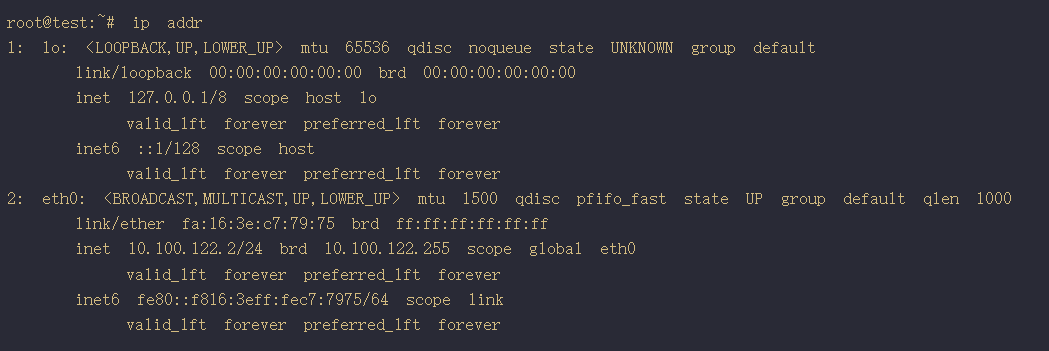 root@test:~# ip addr
1: lo: <LOOPBACK,UP,LOWER_UP> mtu 65536 qdisc noqueue state UNKNOWN group default
link/loopback 00:00:00:00:00:00 brd 00:00:00:00:00:00
inet 127.0.0.1/8 scope host lo
valid_lft forever preferred_lft forever
inet6 ::1/128 scope host
valid_lft forever preferred_lft forever
2: eth0: <BROADCAST,MULTICAST,UP,LOWER_UP> mtu 1500 qdisc pfifo_fast state UP group default qlen 1000
link/ether fa:16:3e:c7:79:75 brd ff:ff:ff:ff:ff:ff
inet 10.100.122.2/24 brd 10.100.122.255 scope global eth0
valid_lft forever preferred_lft forever
inet6 fe80::f816:3eff:fec7:7975/64 scope link
valid_lft forever preferred_lft forever